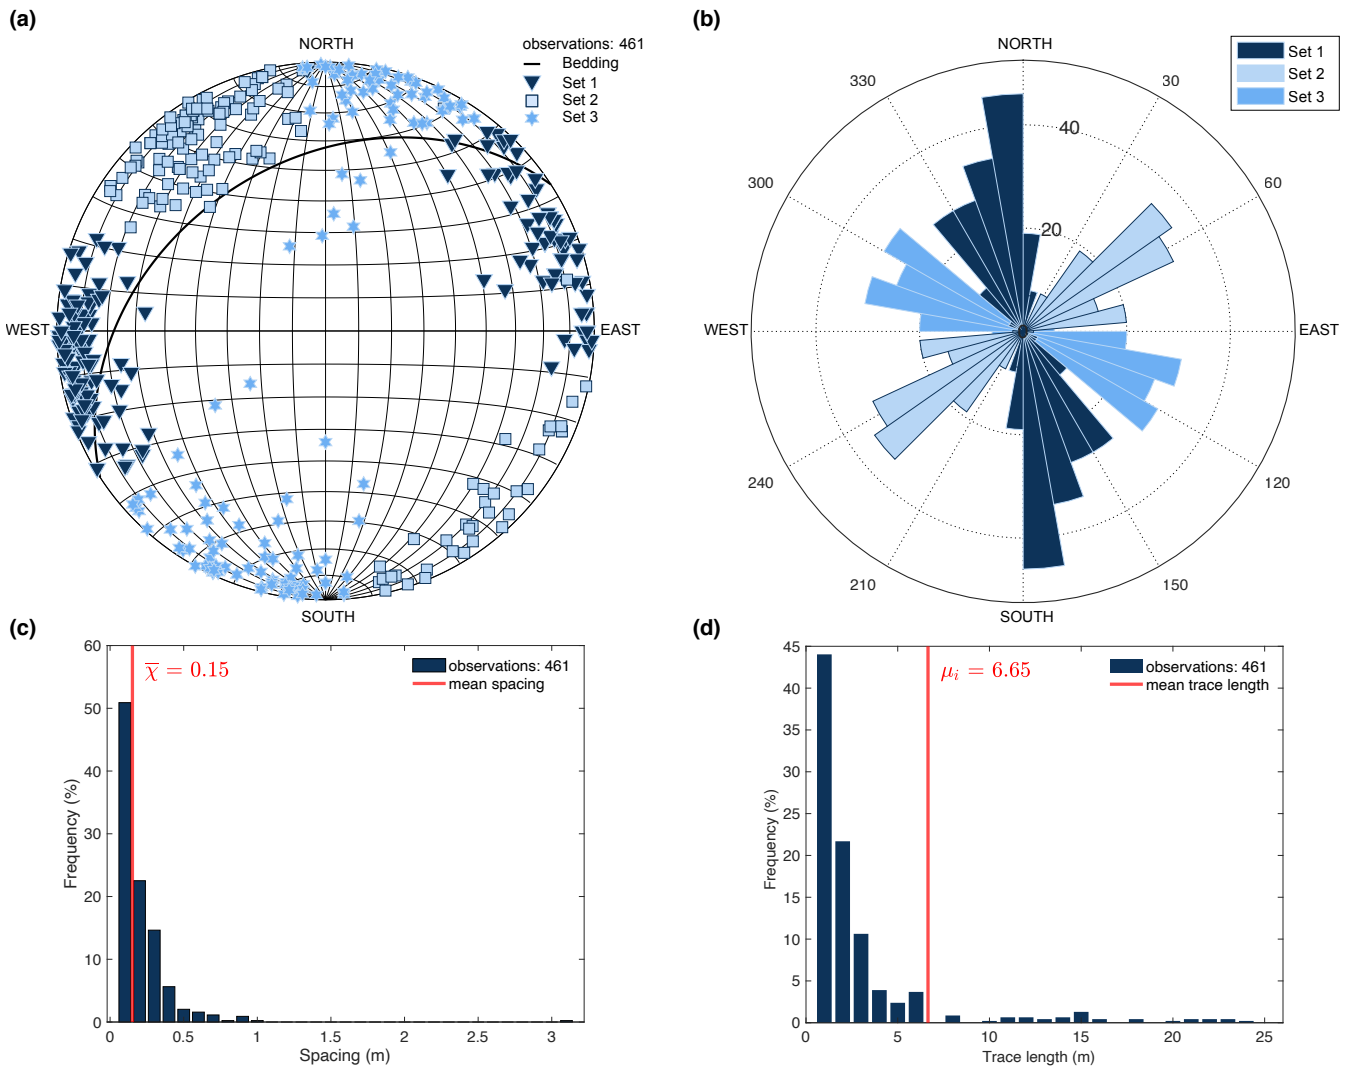 (a)
NORTH
observations: 461
Bedding
Set 1
Set 2
Set 3
WEST
EAST
SOUTH
(b)
NORTH
Set 1
Set 2
Set 3
330
30
40
300
60
20
WEST
EAST
240
120
210
150
SOUTH
(c)
60
50
40
30
20
10
0
Frequency (%)
χ̅ = 0.15
observations: 461
mean spacing
0
0.5
1
1.5
2
2.5
3
Spacing (m)
(d)
45
40
35
30
25
20
15
10
5
0
Frequency (%)
μᵢ = 6.65
observations: 461
mean trace length
0
5
10
15
20
25
Trace length (m)